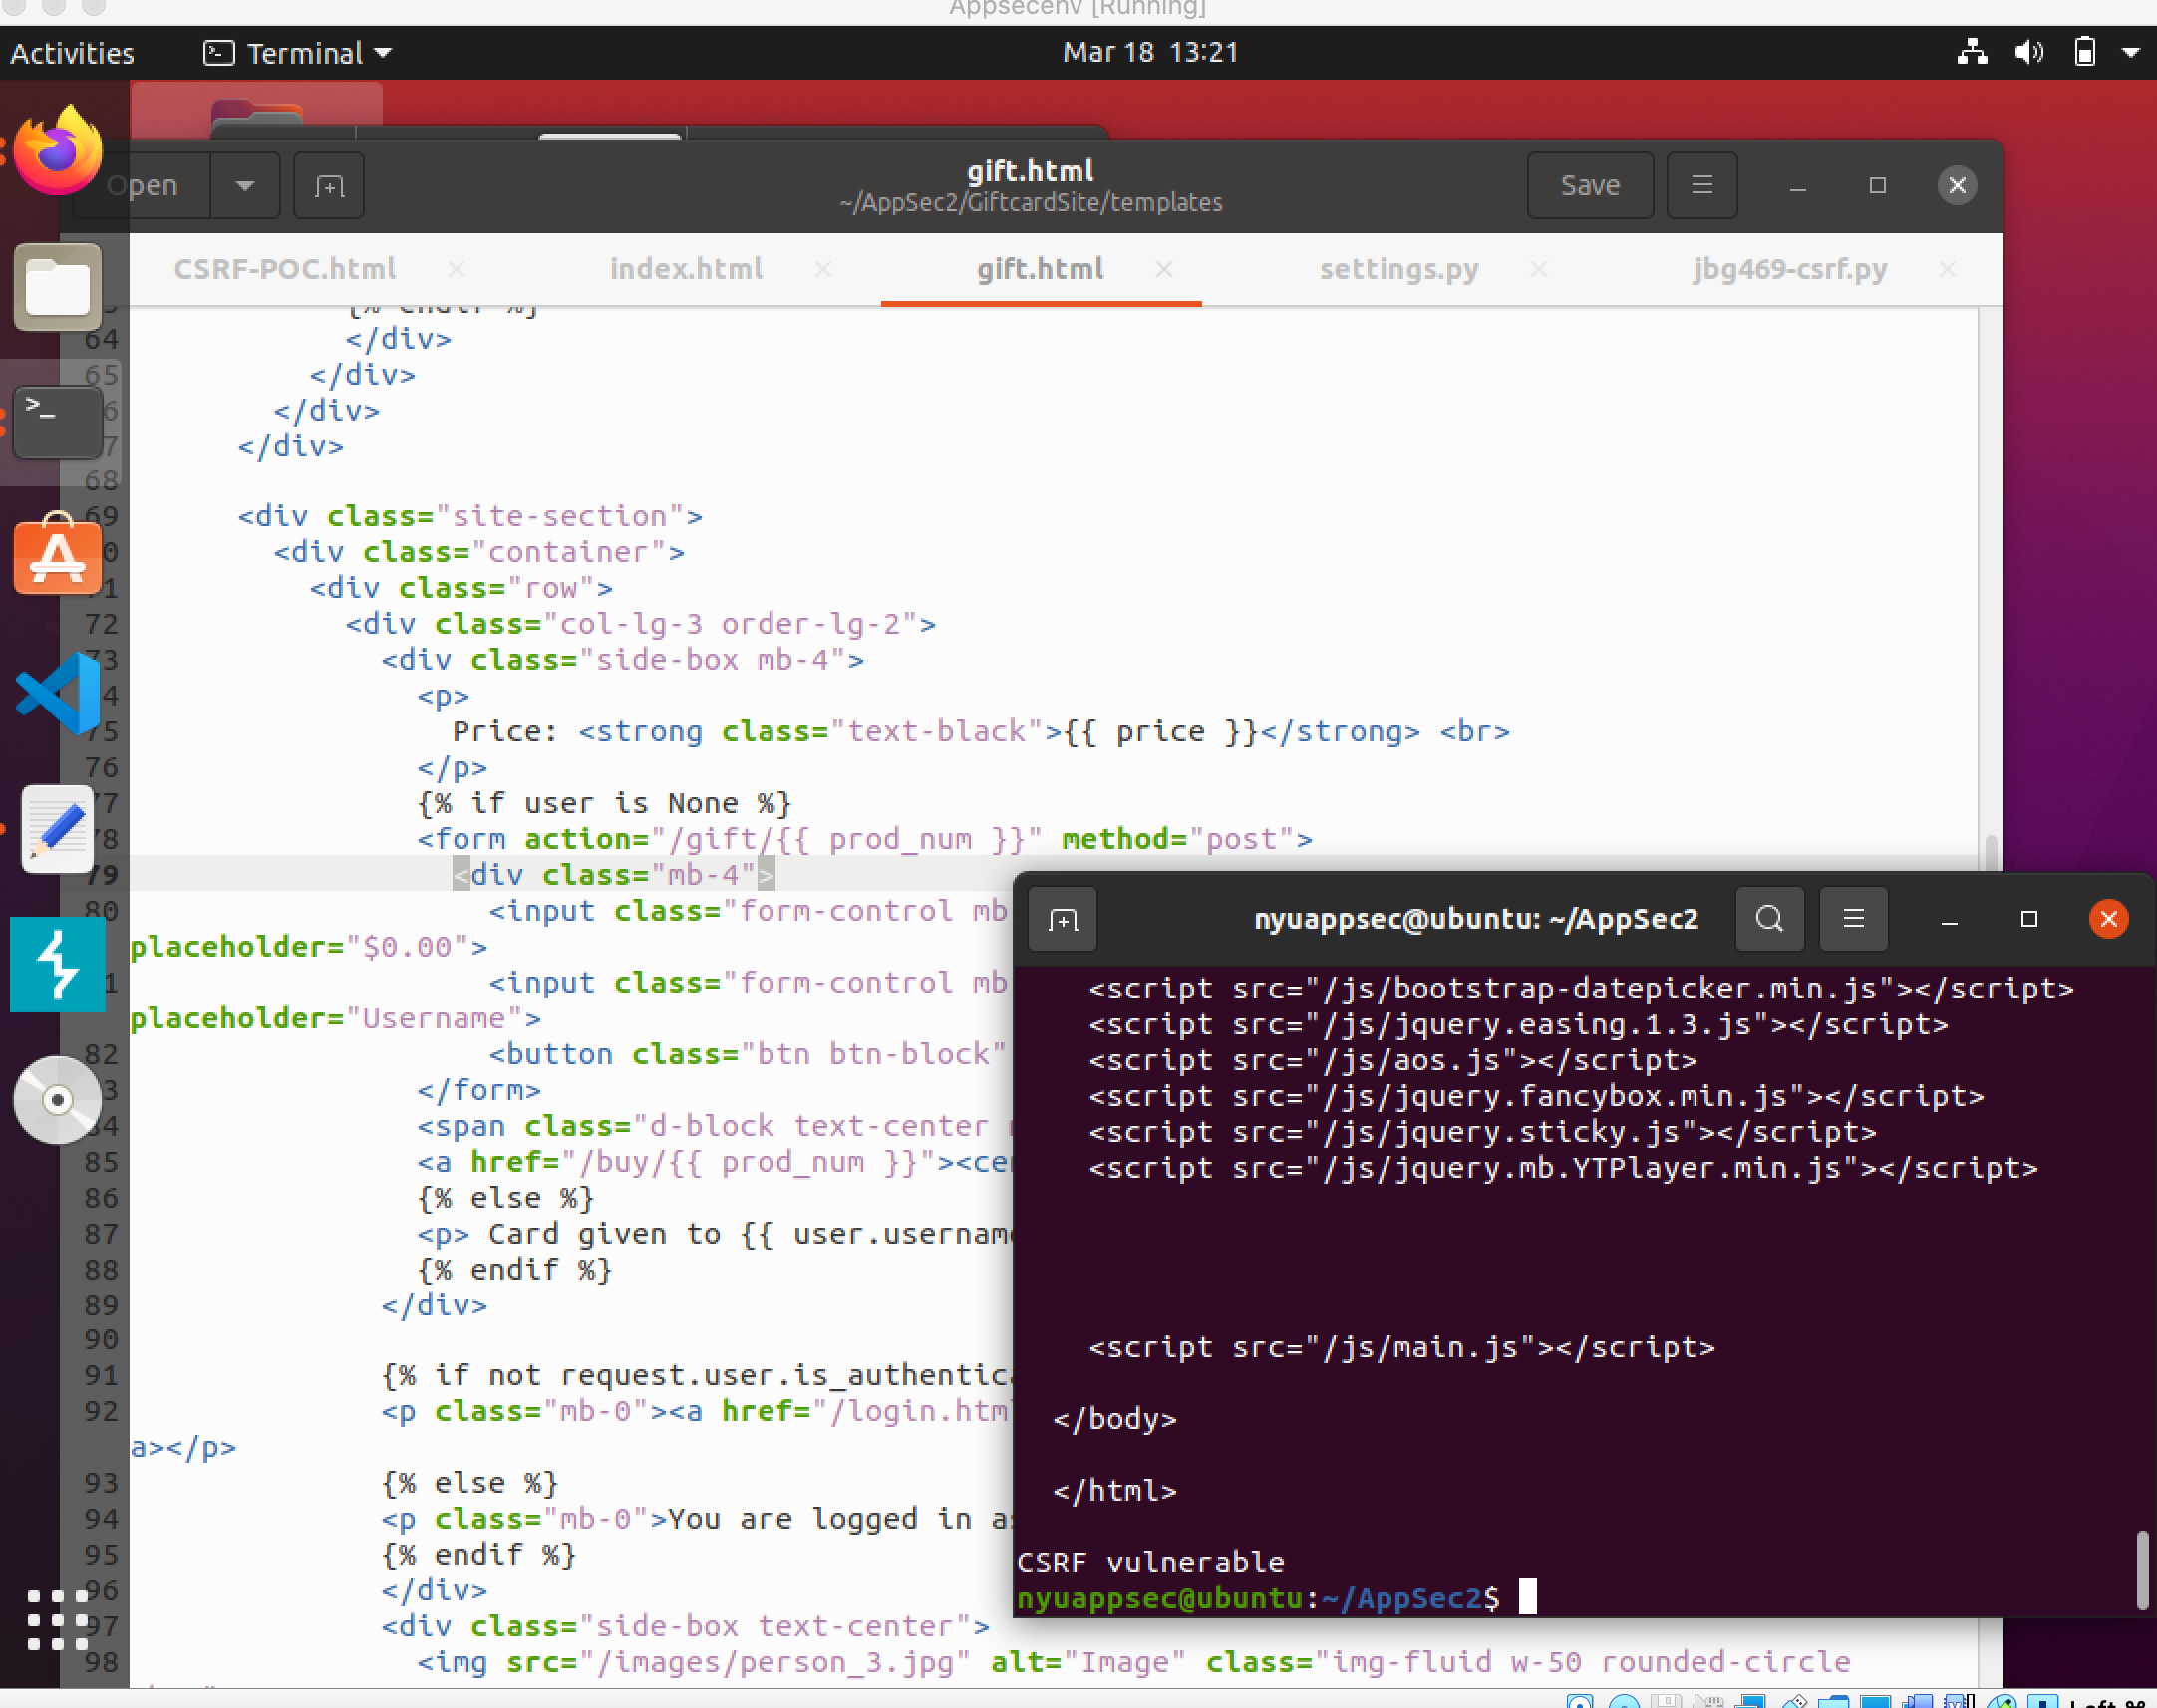 Appsecenv [Running]
Activities
Terminal
Mar 18 13:21
Open
gift.html
~/AppSec2/GiftcardSite/templates
Save
CSRF-POC.html
index.html
gift.html
settings.py
jbg469-csrf.py
64 </div>
65 </div>
6 </div>
7 </div>
68
69 <div class="site-section">
0 <div class="container">
1 <div class="row">
72 <div class="col-lg-3 order-lg-2">
73 <div class="side-box mb-4">
4 <p>
75 Price: <strong class="text-black">{{ price }}</strong> <br>
76 </p>
77 {% if user is None %}
78 <form action="/gift/{{ prod_num }}" method="post">
79 <div class="mb-4">
80 <input class="form-control mb
placeholder="$0.00">
1 <input class="form-control mb
placeholder="Username">
82 <button class="btn btn-block"
3 </form>
84 <span class="d-block text-center
85 <a href="/buy/{{ prod_num }}"><ce
86 {% else %}
87 <p> Card given to {{ user.username
88 {% endif %}
89 </div>
90
91 {% if not request.user.is_authentica
92 <p class="mb-0"><a href="/login.htm
a></p>
93 {% else %}
94 <p class="mb-0">You are logged in as
95 {% endif %}
96 </div>
97 <div class="side-box text-center">
98 <img src="/images/person_3.jpg" alt="Image" class="img-fluid w-50 rounded-circle
nyuappsec@ubuntu: ~/AppSec2
<script src="/js/bootstrap-datepicker.min.js"></script>
<script src="/js/jquery.easing.1.3.js"></script>
<script src="/js/aos.js"></script>
<script src="/js/jquery.fancybox.min.js"></script>
<script src="/js/jquery.sticky.js"></script>
<script src="/js/jquery.mb.YTPlayer.min.js"></script>
<script src="/js/main.js"></script>
</body>
</html>
CSRF vulnerable
nyuappsec@ubuntu:~/AppSec2$
Left ⌘